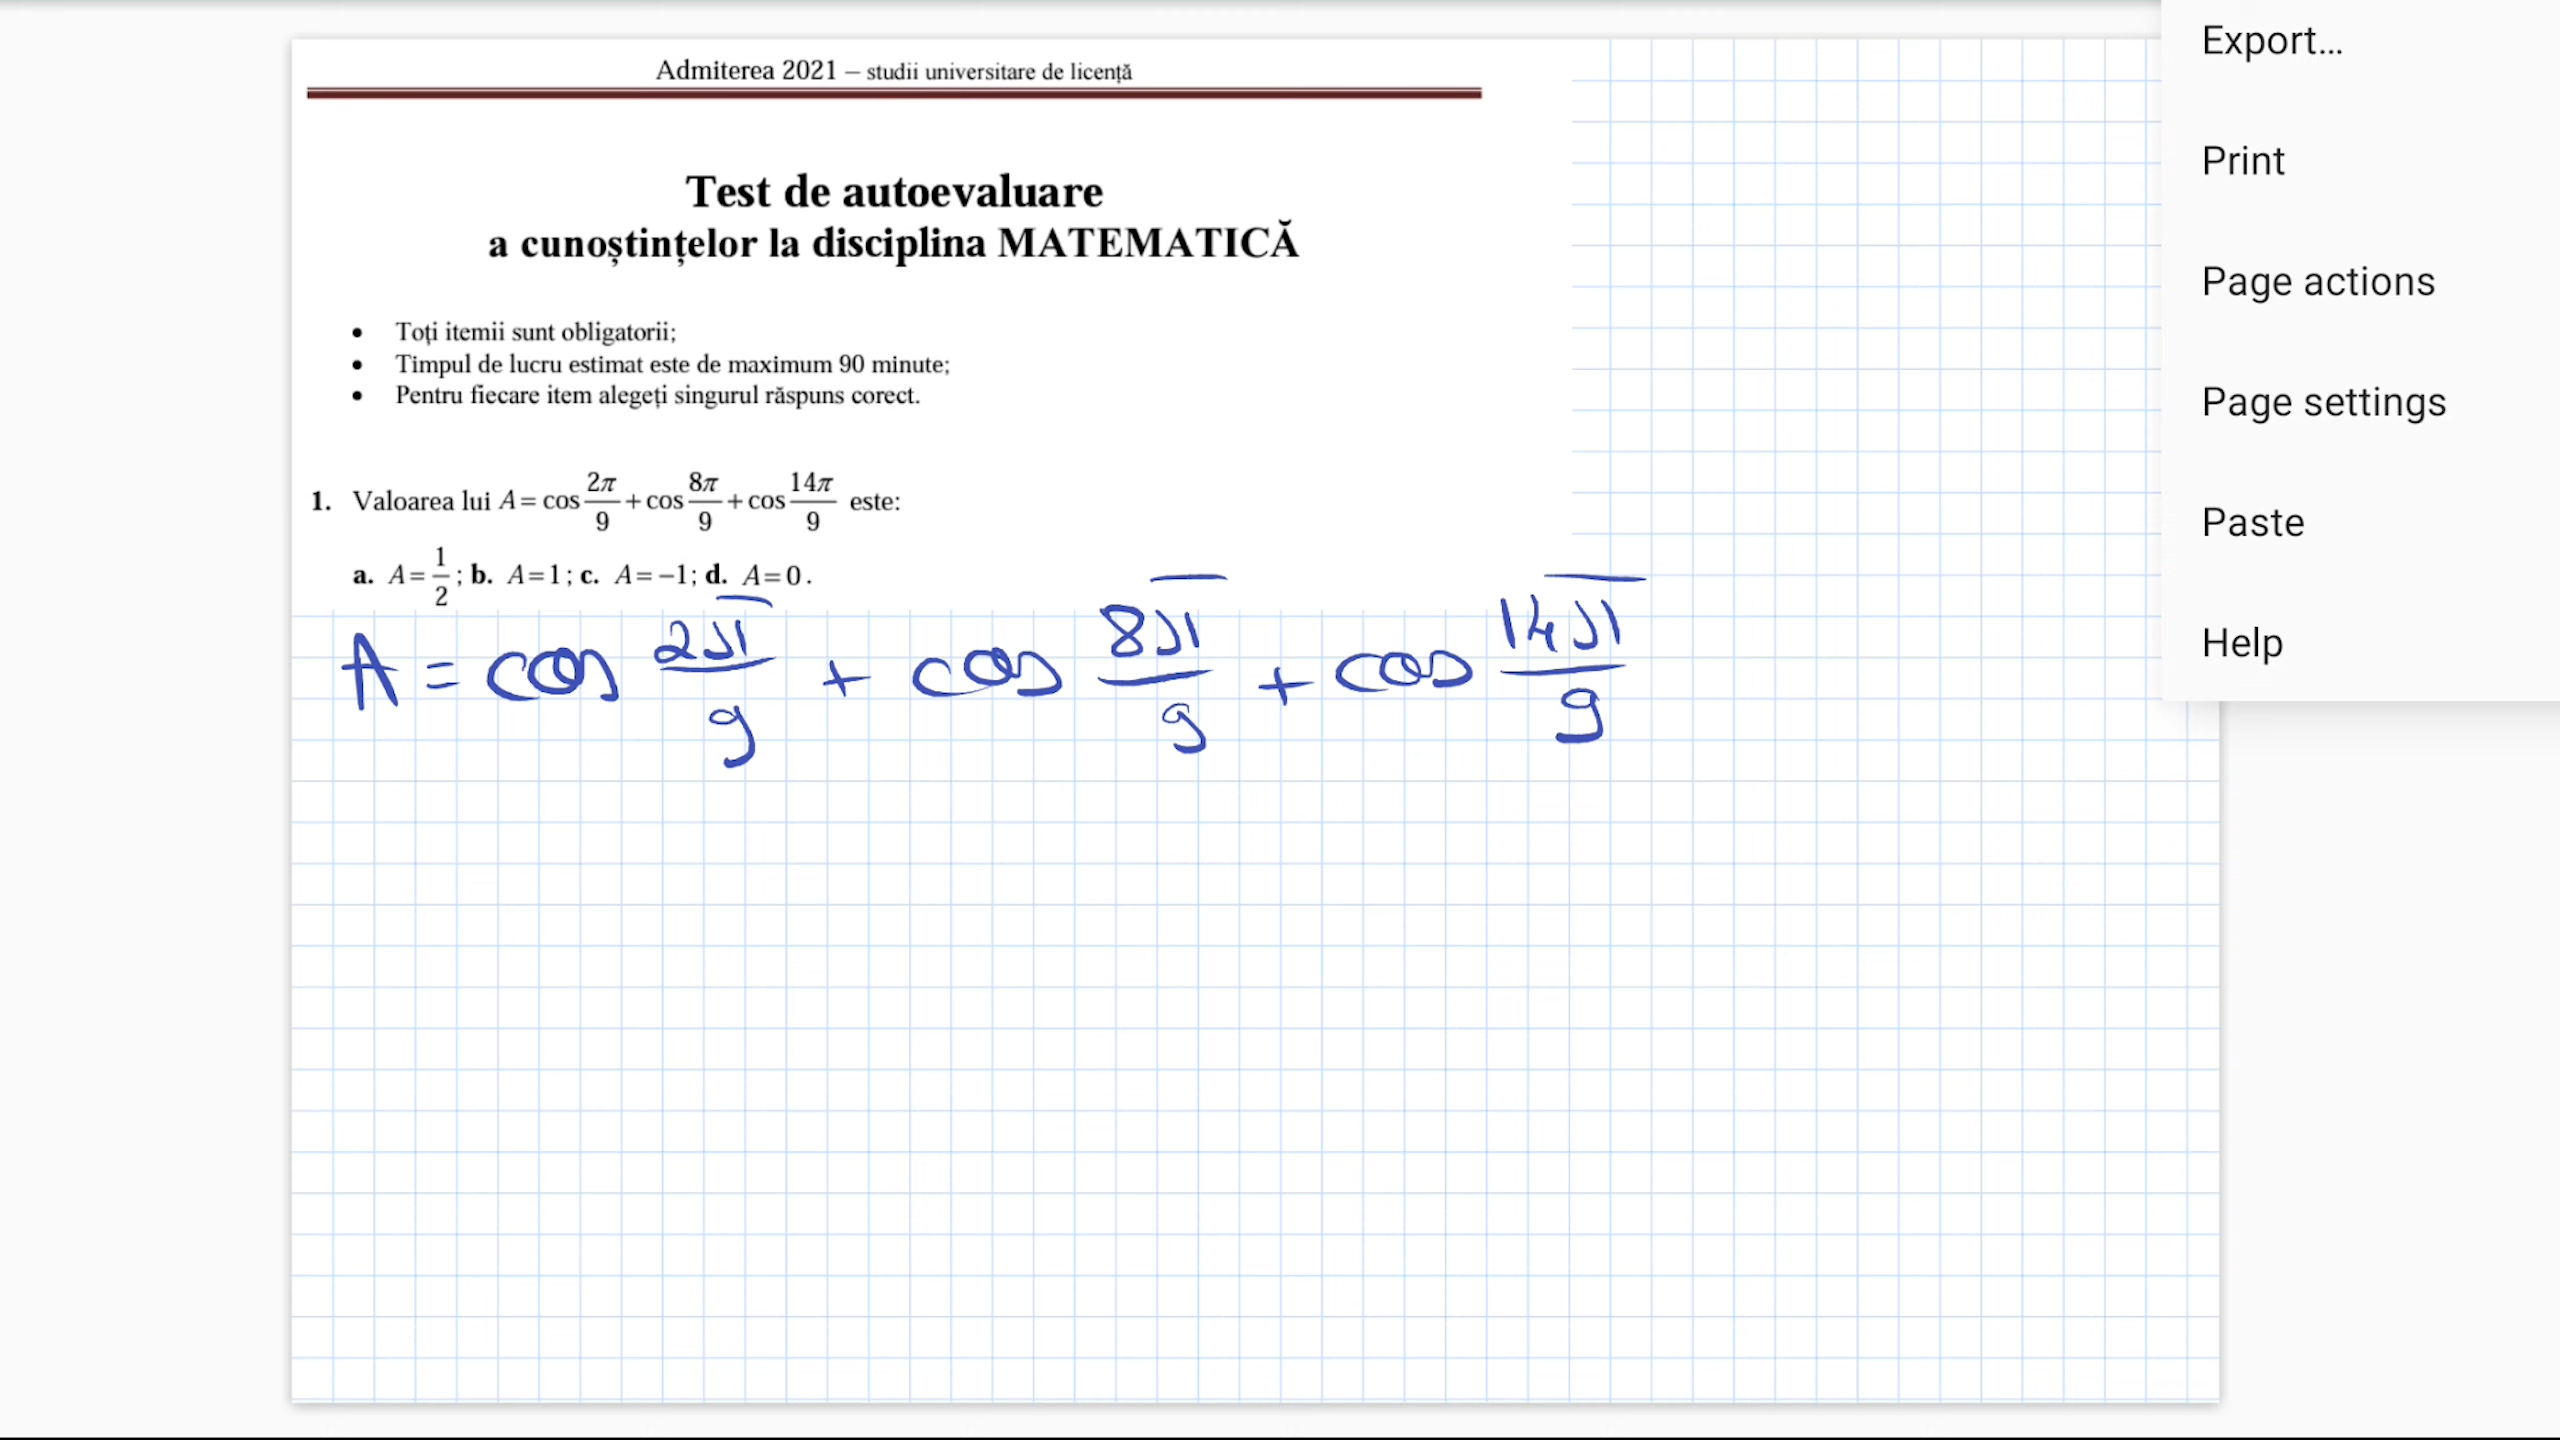 Admiterea 2021 – studii universitare de licență
Test de autoevaluare
a cunoștințelor la disciplina MATEMATICĂ
• Toți itemii sunt obligatorii;
• Timpul de lucru estimat este de maximum 90 minute;
• Pentru fiecare item alegeți singurul răspuns corect.
1. Valoarea lui A = cos 2π/9 + cos 8π/9 + cos 14π/9 este:
a. A = 1/2; b. A = 1; c. A = −1; d. A = 0.
A = cos 2π/9 + cos 8π/9 + cos 14π/9
Export...
Print
Page actions
Page settings
Paste
Help